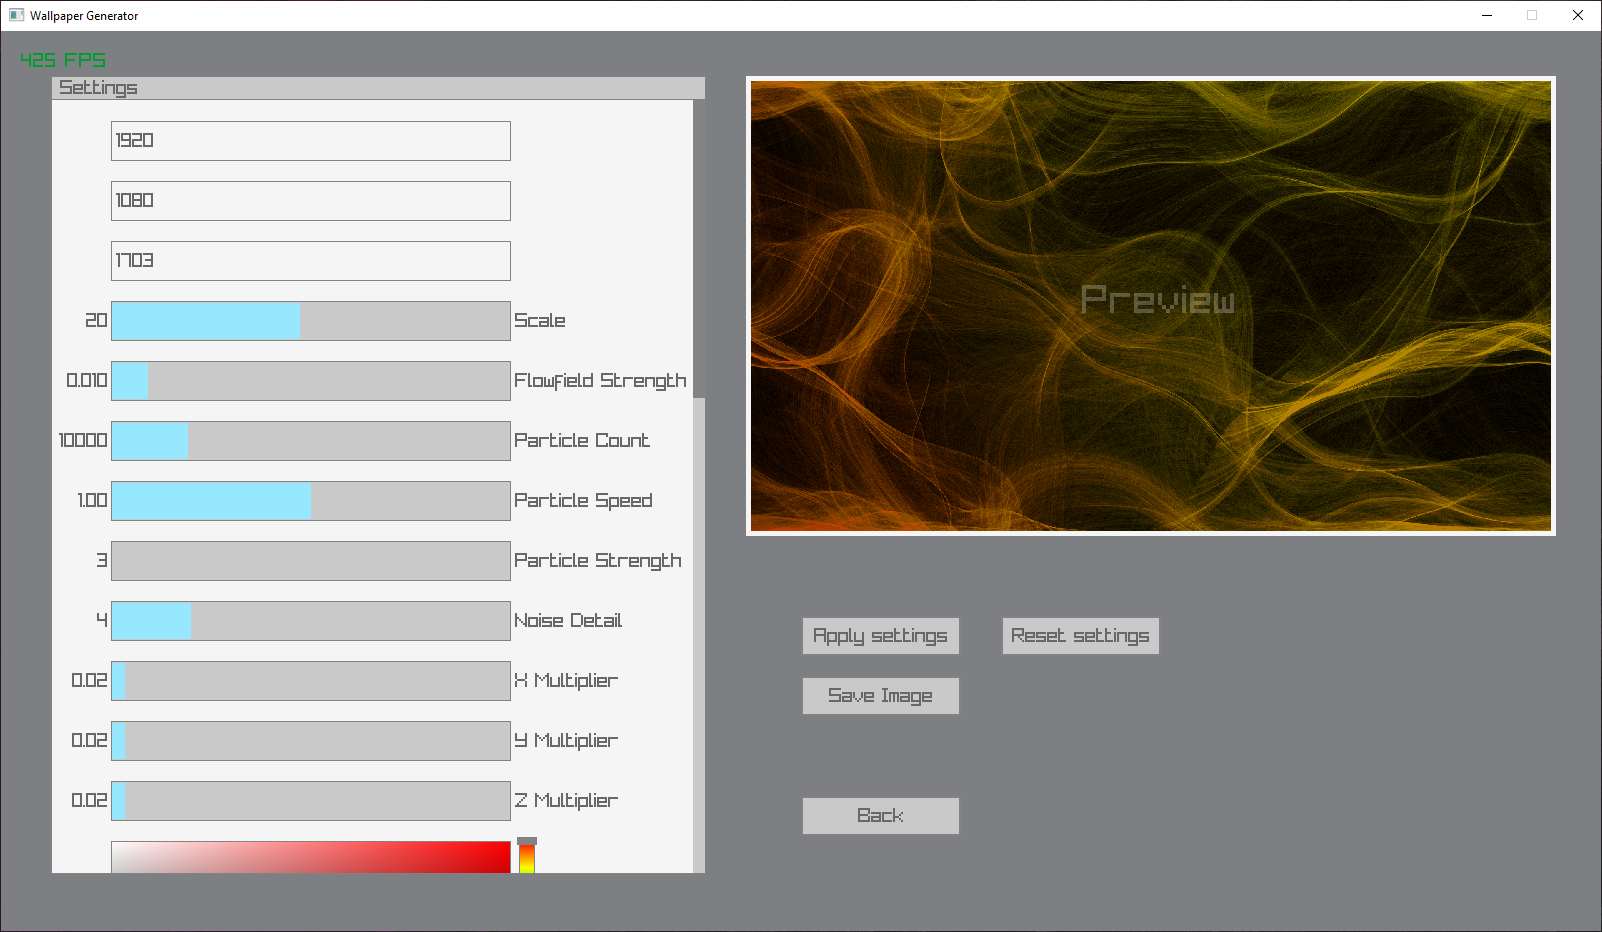 Wallpaper Generator
425 FPS
Settings
1920
1080
1703
20 Scale
0.010 Flowfield Strength
10000 Particle Count
1.00 Particle Speed
3 Particle Strength
4 Noise Detail
0.02 X Multiplier
0.02 Y Multiplier
0.02 Z Multiplier
Preview
Apply settings
Reset settings
Save Image
Back